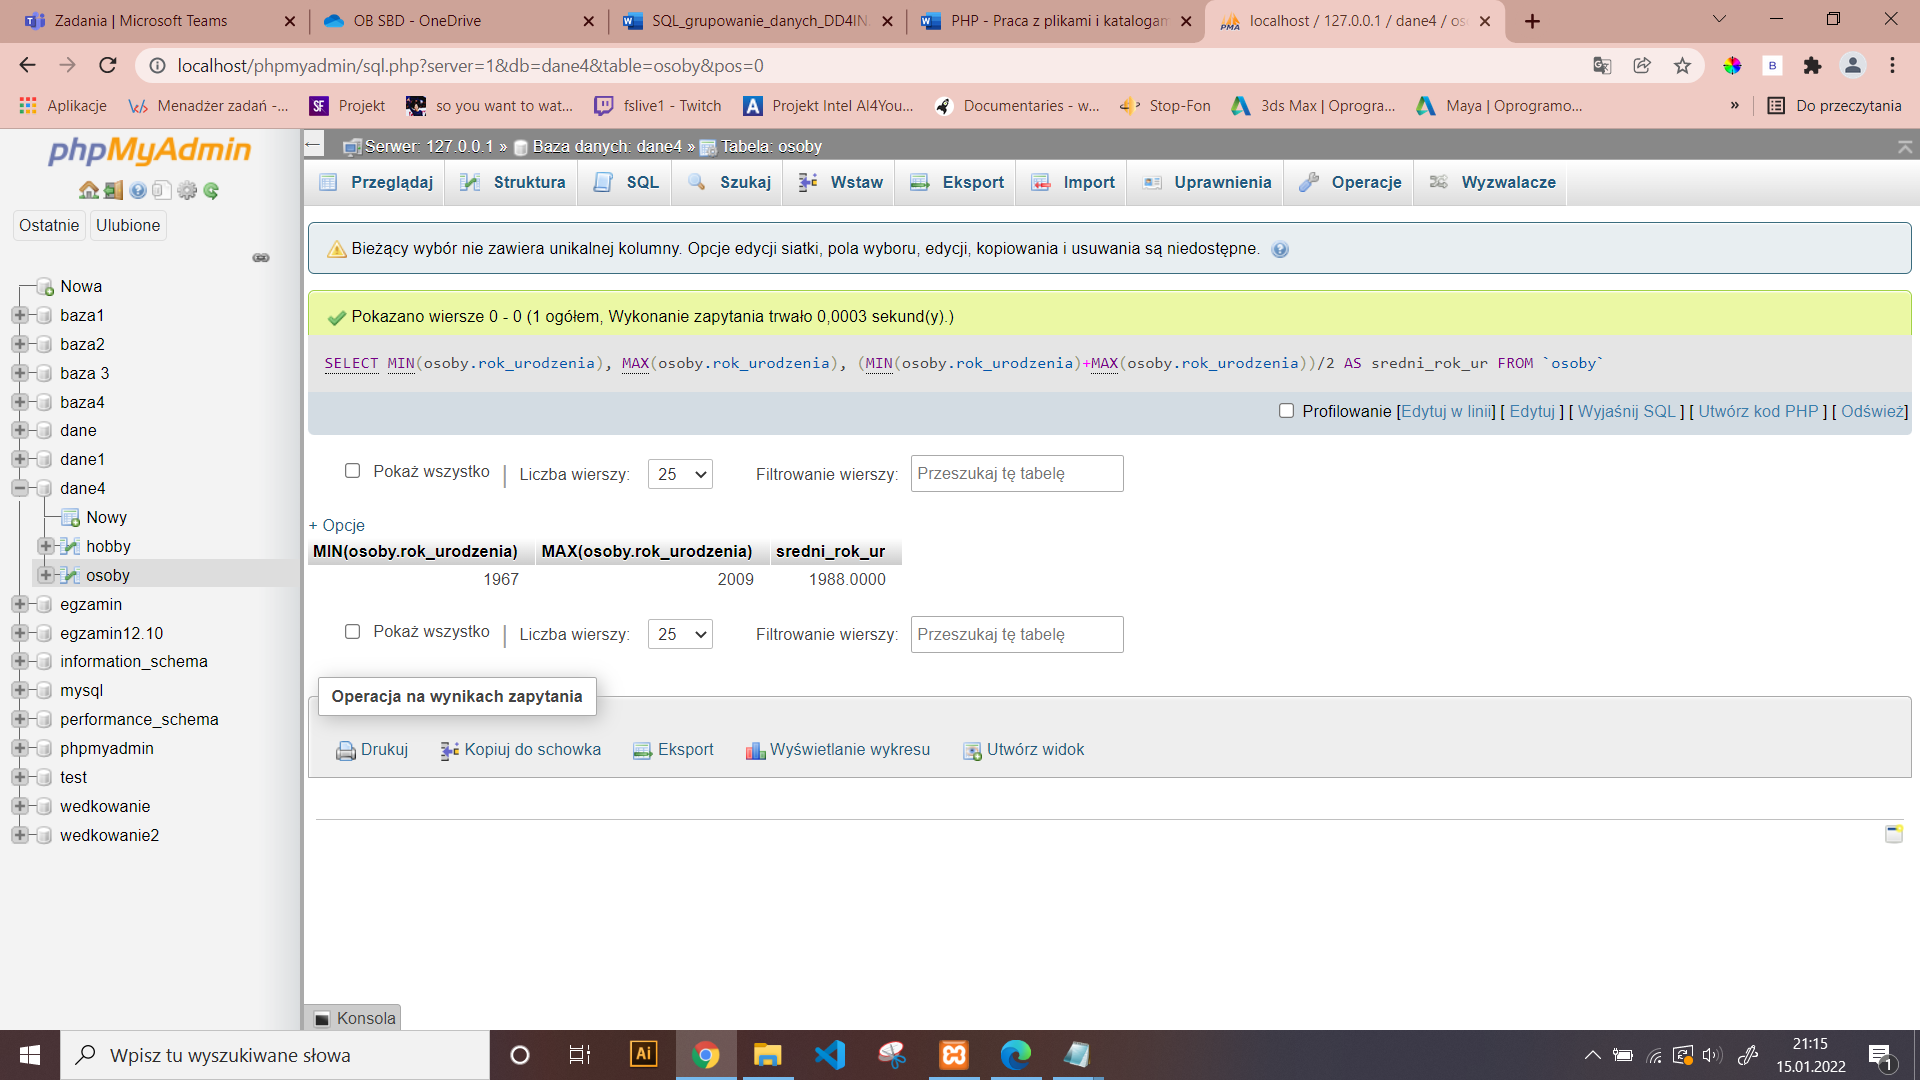 Zadania | Microsoft Teams
OB SBD - OneDrive
SQL_grupowanie_danych_DD4IN
PHP - Praca z plikami i katalogam
localhost / 127.0.0.1 / dane4 / os
localhost/phpmyadmin/sql.php?server=1&db=dane4&table=osoby&pos=0
Aplikacje
Menadżer zadań -...
Projekt
so you want to wat...
fslive1 - Twitch
Projekt Intel AI4You...
Documentaries - w...
Stop-Fon
3ds Max | Oprogra...
Maya | Oprogramo...
»
Do przeczytania
phpMyAdmin
Ostatnie
Ulubione
Nowa
baza1
baza2
baza 3
baza4
dane
dane1
dane4
Nowy
hobby
osoby
egzamin
egzamin12.10
information_schema
mysql
performance_schema
phpmyadmin
test
wedkowanie
wedkowanie2
Serwer: 127.0.0.1 » Baza danych: dane4 » Tabela: osoby
Przeglądaj
Struktura
SQL
Szukaj
Wstaw
Eksport
Import
Uprawnienia
Operacje
Wyzwalacze
Bieżący wybór nie zawiera unikalnej kolumny. Opcje edycji siatki, pola wyboru, edycji, kopiowania i usuwania są niedostępne.
Pokazano wiersze 0 - 0 (1 ogółem, Wykonanie zapytania trwało 0,0003 sekund(y).)
SELECT MIN(osoby.rok_urodzenia), MAX(osoby.rok_urodzenia), (MIN(osoby.rok_urodzenia)+MAX(osoby.rok_urodzenia))/2 AS sredni_rok_ur FROM `osoby`
Profilowanie [Edytuj w linii] [ Edytuj ] [ Wyjaśnij SQL ] [ Utwórz kod PHP ] [ Odśwież]
Pokaż wszystko | Liczba wierszy: 25 Filtrowanie wierszy: Przeszukaj tę tabelę
+ Opcje
MIN(osoby.rok_urodzenia) MAX(osoby.rok_urodzenia) sredni_rok_ur
1967 2009 1988.0000
Pokaż wszystko | Liczba wierszy: 25 Filtrowanie wierszy: Przeszukaj tę tabelę
Operacja na wynikach zapytania
Drukuj
Kopiuj do schowka
Eksport
Wyświetlanie wykresu
Utwórz widok
Konsola
Wpisz tu wyszukiwane słowa
21:15
15.01.2022
1